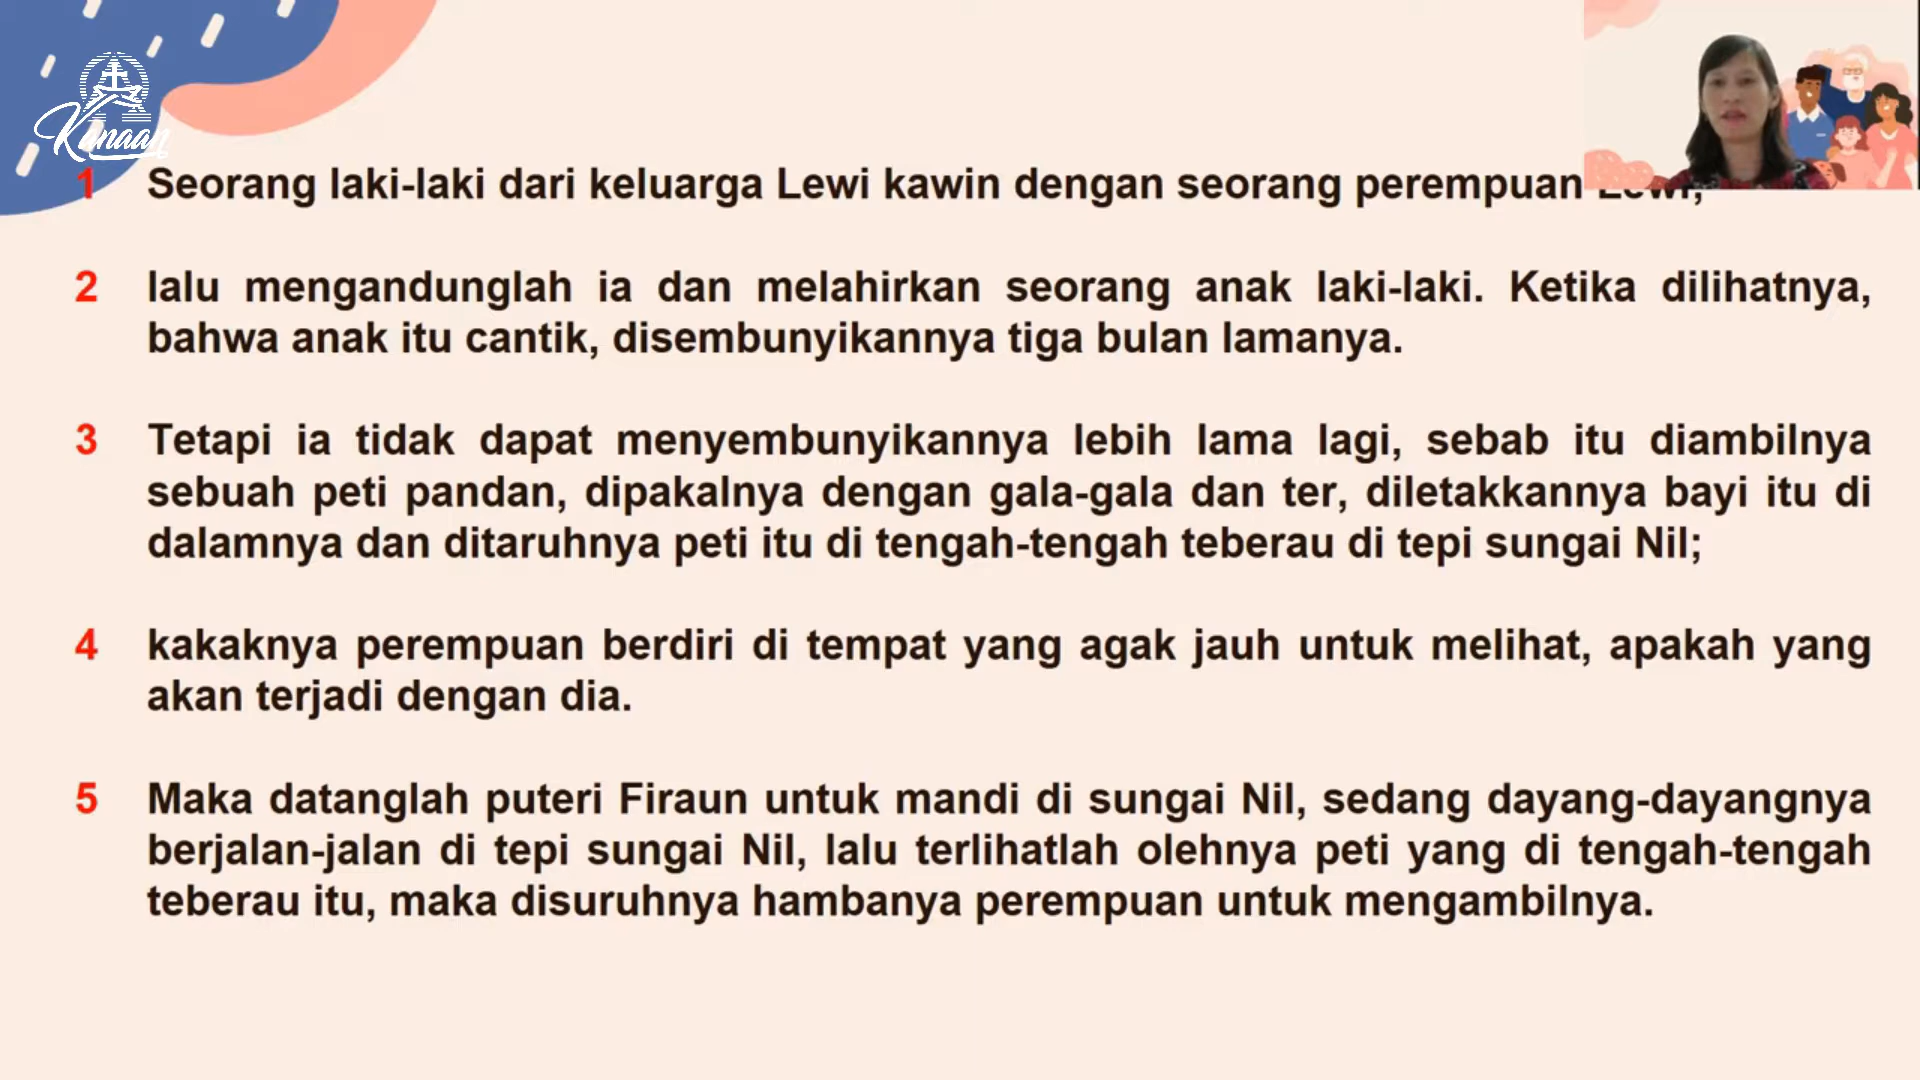 Kanaan
1 Seorang laki-laki dari keluarga Lewi kawin dengan seorang perempuan Lewi;
2 lalu mengandunglah ia dan melahirkan seorang anak laki-laki. Ketika dilihatnya,
bahwa anak itu cantik, disembunyikannya tiga bulan lamanya.
3 Tetapi ia tidak dapat menyembunyikannya lebih lama lagi, sebab itu diambilnya
sebuah peti pandan, dipakalnya dengan gala-gala dan ter, diletakkannya bayi itu di
dalamnya dan ditaruhnya peti itu di tengah-tengah teberau di tepi sungai Nil;
4 kakaknya perempuan berdiri di tempat yang agak jauh untuk melihat, apakah yang
akan terjadi dengan dia.
5 Maka datanglah puteri Firaun untuk mandi di sungai Nil, sedang dayang-dayangnya
berjalan-jalan di tepi sungai Nil, lalu terlihatlah olehnya peti yang di tengah-tengah
teberau itu, maka disuruhnya hambanya perempuan untuk mengambilnya.